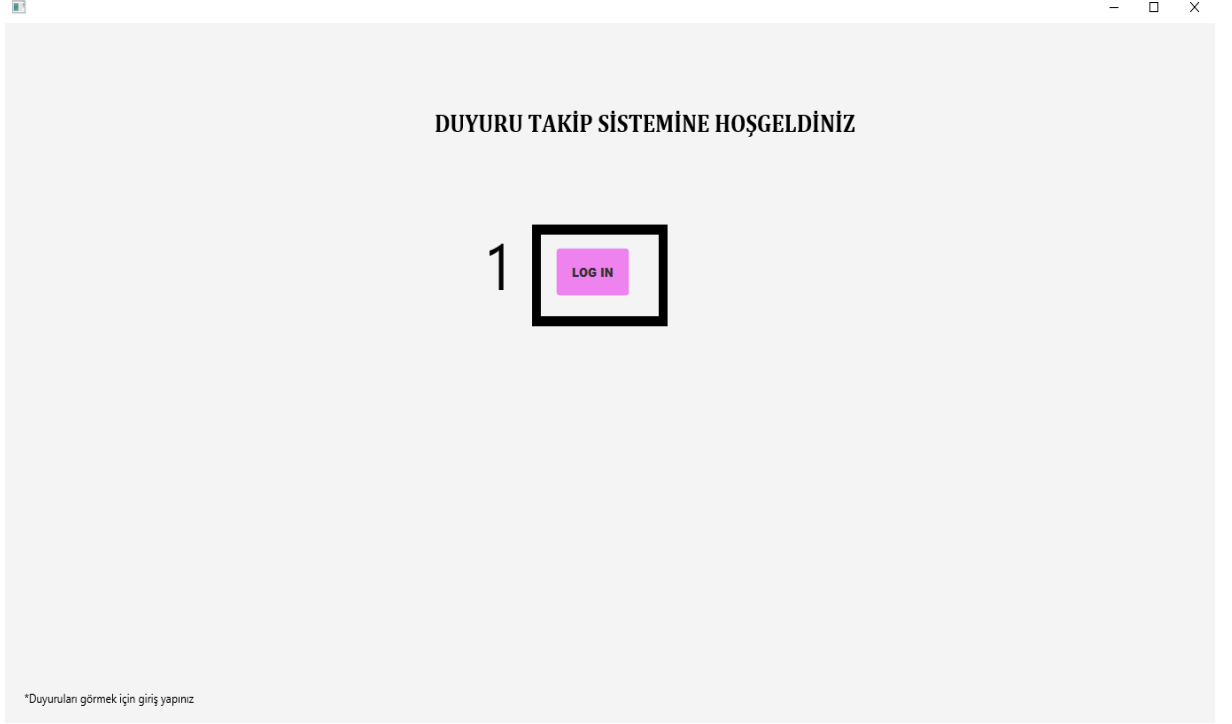 DUYURU TAKİP SİSTEMİNE HOŞGELDİNİZ
1
LOG IN
*Duyuruları görmek için giriş yapınız